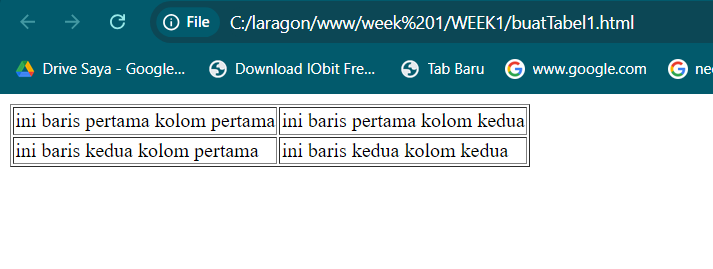 File C:/laragon/www/week%201/WEEK1/buatTabel1.html
Drive Saya - Google... Download IObit Fre... Tab Baru www.google.com ne
ini baris pertama kolom pertama ini baris pertama kolom kedua
ini baris kedua kolom pertama ini baris kedua kolom kedua